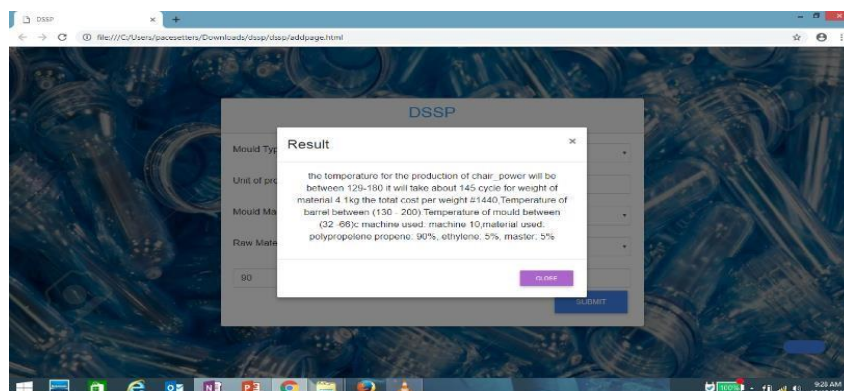 DSSP
file:///C:/Users/pacesetters/Downloads/dssp/dssp/addpage.html
DSSP
Result
Mould Typ
Unit of pro
Mould Ma
Raw Mate
the temperature for the production of chair_power will be
between 129-180 it will take about 145 cycle for weight of
material 4.1kg the total cost per weight #1440,Temperature of
barrel between (130 - 200) Temperature of mould between
(32 -66)c machine used: machine 10,material used:
polypropelene propene: 90%, ethylene: 5%, master: 5%
90
CLOSE
SUBMIT
100%
9:28 AM